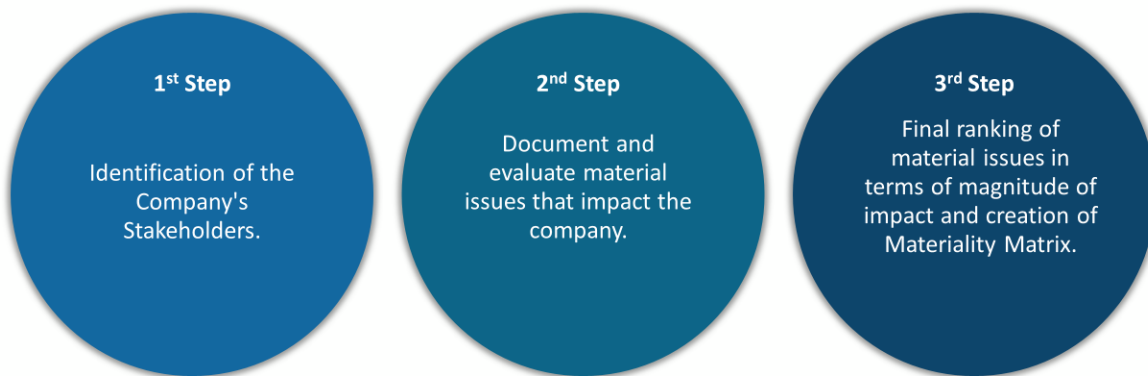 1st Step
Identification of the
Company's
Stakeholders.
2nd Step
Document and
evaluate material
issues that impact the
company.
3rd Step
Final ranking of
material issues in
terms of magnitude of
impact and creation of
Materiality Matrix.